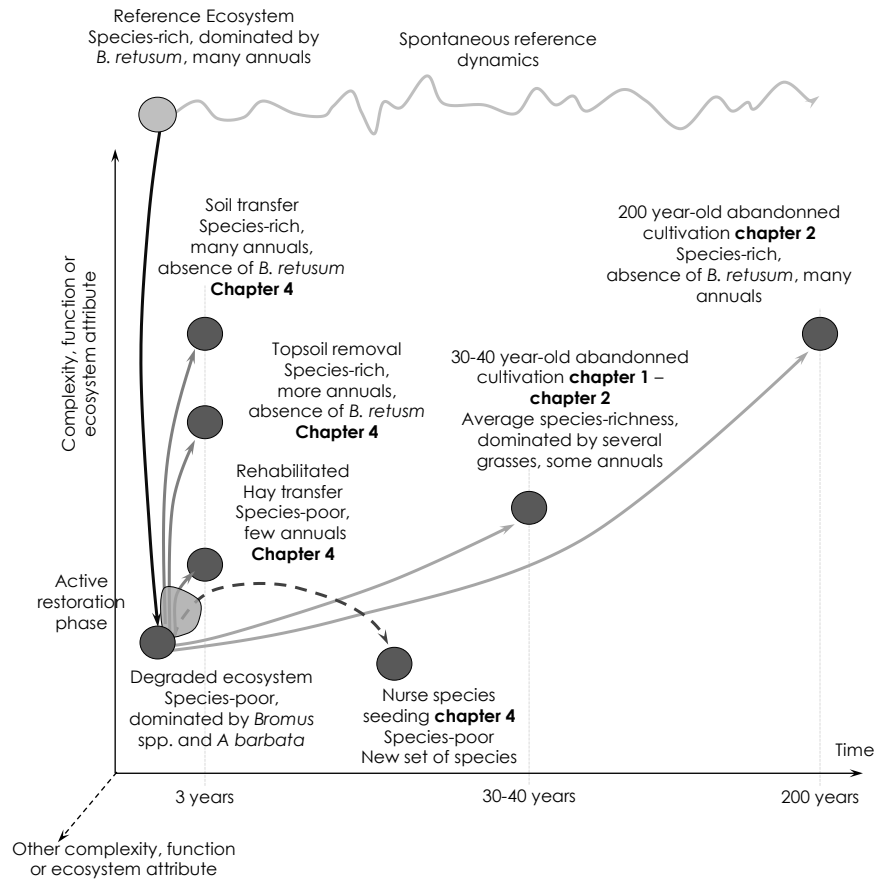 Reference Ecosystem
Species-rich, dominated by
B. retusum, many annuals
Spontaneous reference
dynamics
Soil transfer
Species-rich,
many annuals,
absence of B. retusum
Chapter 4
200 year-old abandonned
cultivation chapter 2
Species-rich,
absence of B. retusum, many
annuals
Complexity, function or
ecosystem attribute
Topsoil removal
Species-rich,
more annuals,
absence of B. retusm
Chapter 4
30-40 year-old abandonned
cultivation chapter 1 –
chapter 2
Average species-richness,
dominated by several
grasses, some annuals
Rehabilitated
Hay transfer
Species-poor,
few annuals
Chapter 4
Active
restoration
phase
Degraded ecosystem
Species-poor,
dominated by Bromus
spp. and A barbata
Nurse species
seeding chapter 4
Species-poor
New set of species
Time
3 years
30-40 years
200 years
Other complexity, function
or ecosystem attribute